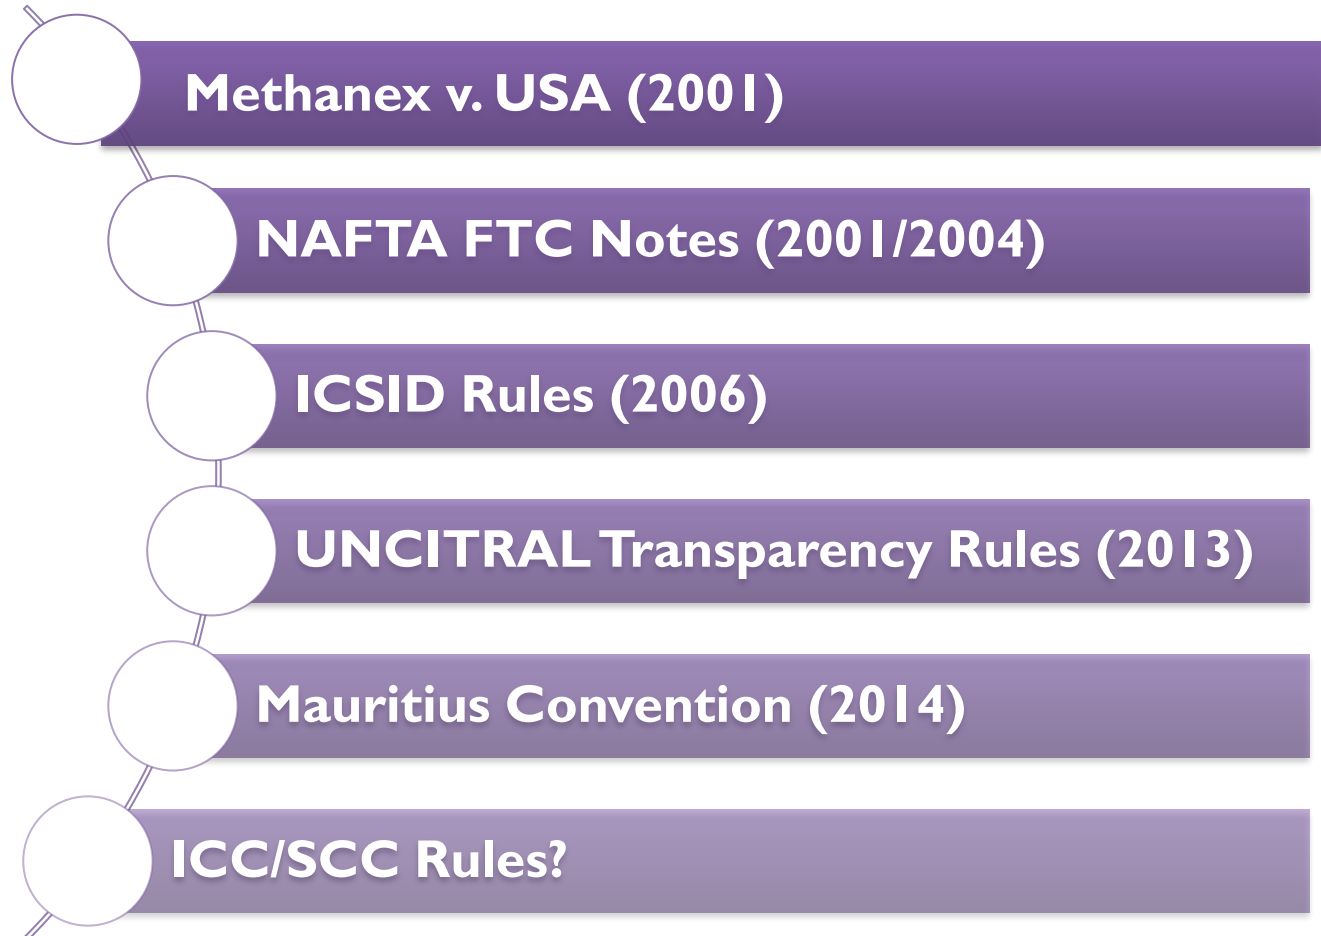 Methanex v. USA (2001)
NAFTA FTC Notes (2001/2004)
ICSID Rules (2006)
UNCITRAL Transparency Rules (2013)
Mauritius Convention (2014)
ICC/SCC Rules?